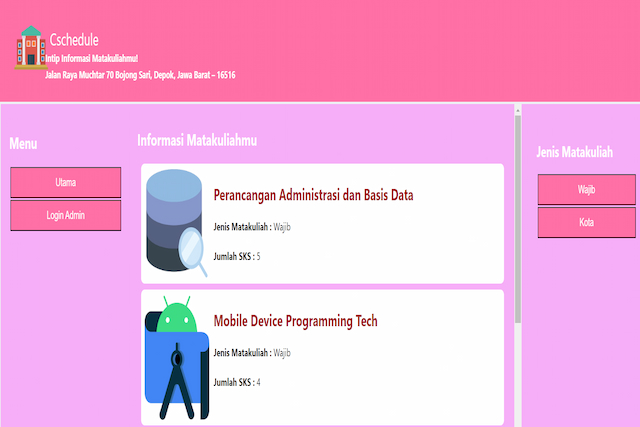 Cschedule
Intip Informasi Matakuliahmu!
Jalan Raya Muchtar 70 Bojong Sari, Depok, Jawa Barat - 16516
Menu
Utama
Login Admin
Informasi Matakuliahmu
Perancangan Administrasi dan Basis Data
Jenis Matakuliah : Wajib
Jumlah SKS : 5
Mobile Device Programming Tech
Jenis Matakuliah : Wajib
Jumlah SKS : 4
Jenis Matakuliah
Wajib
Kota